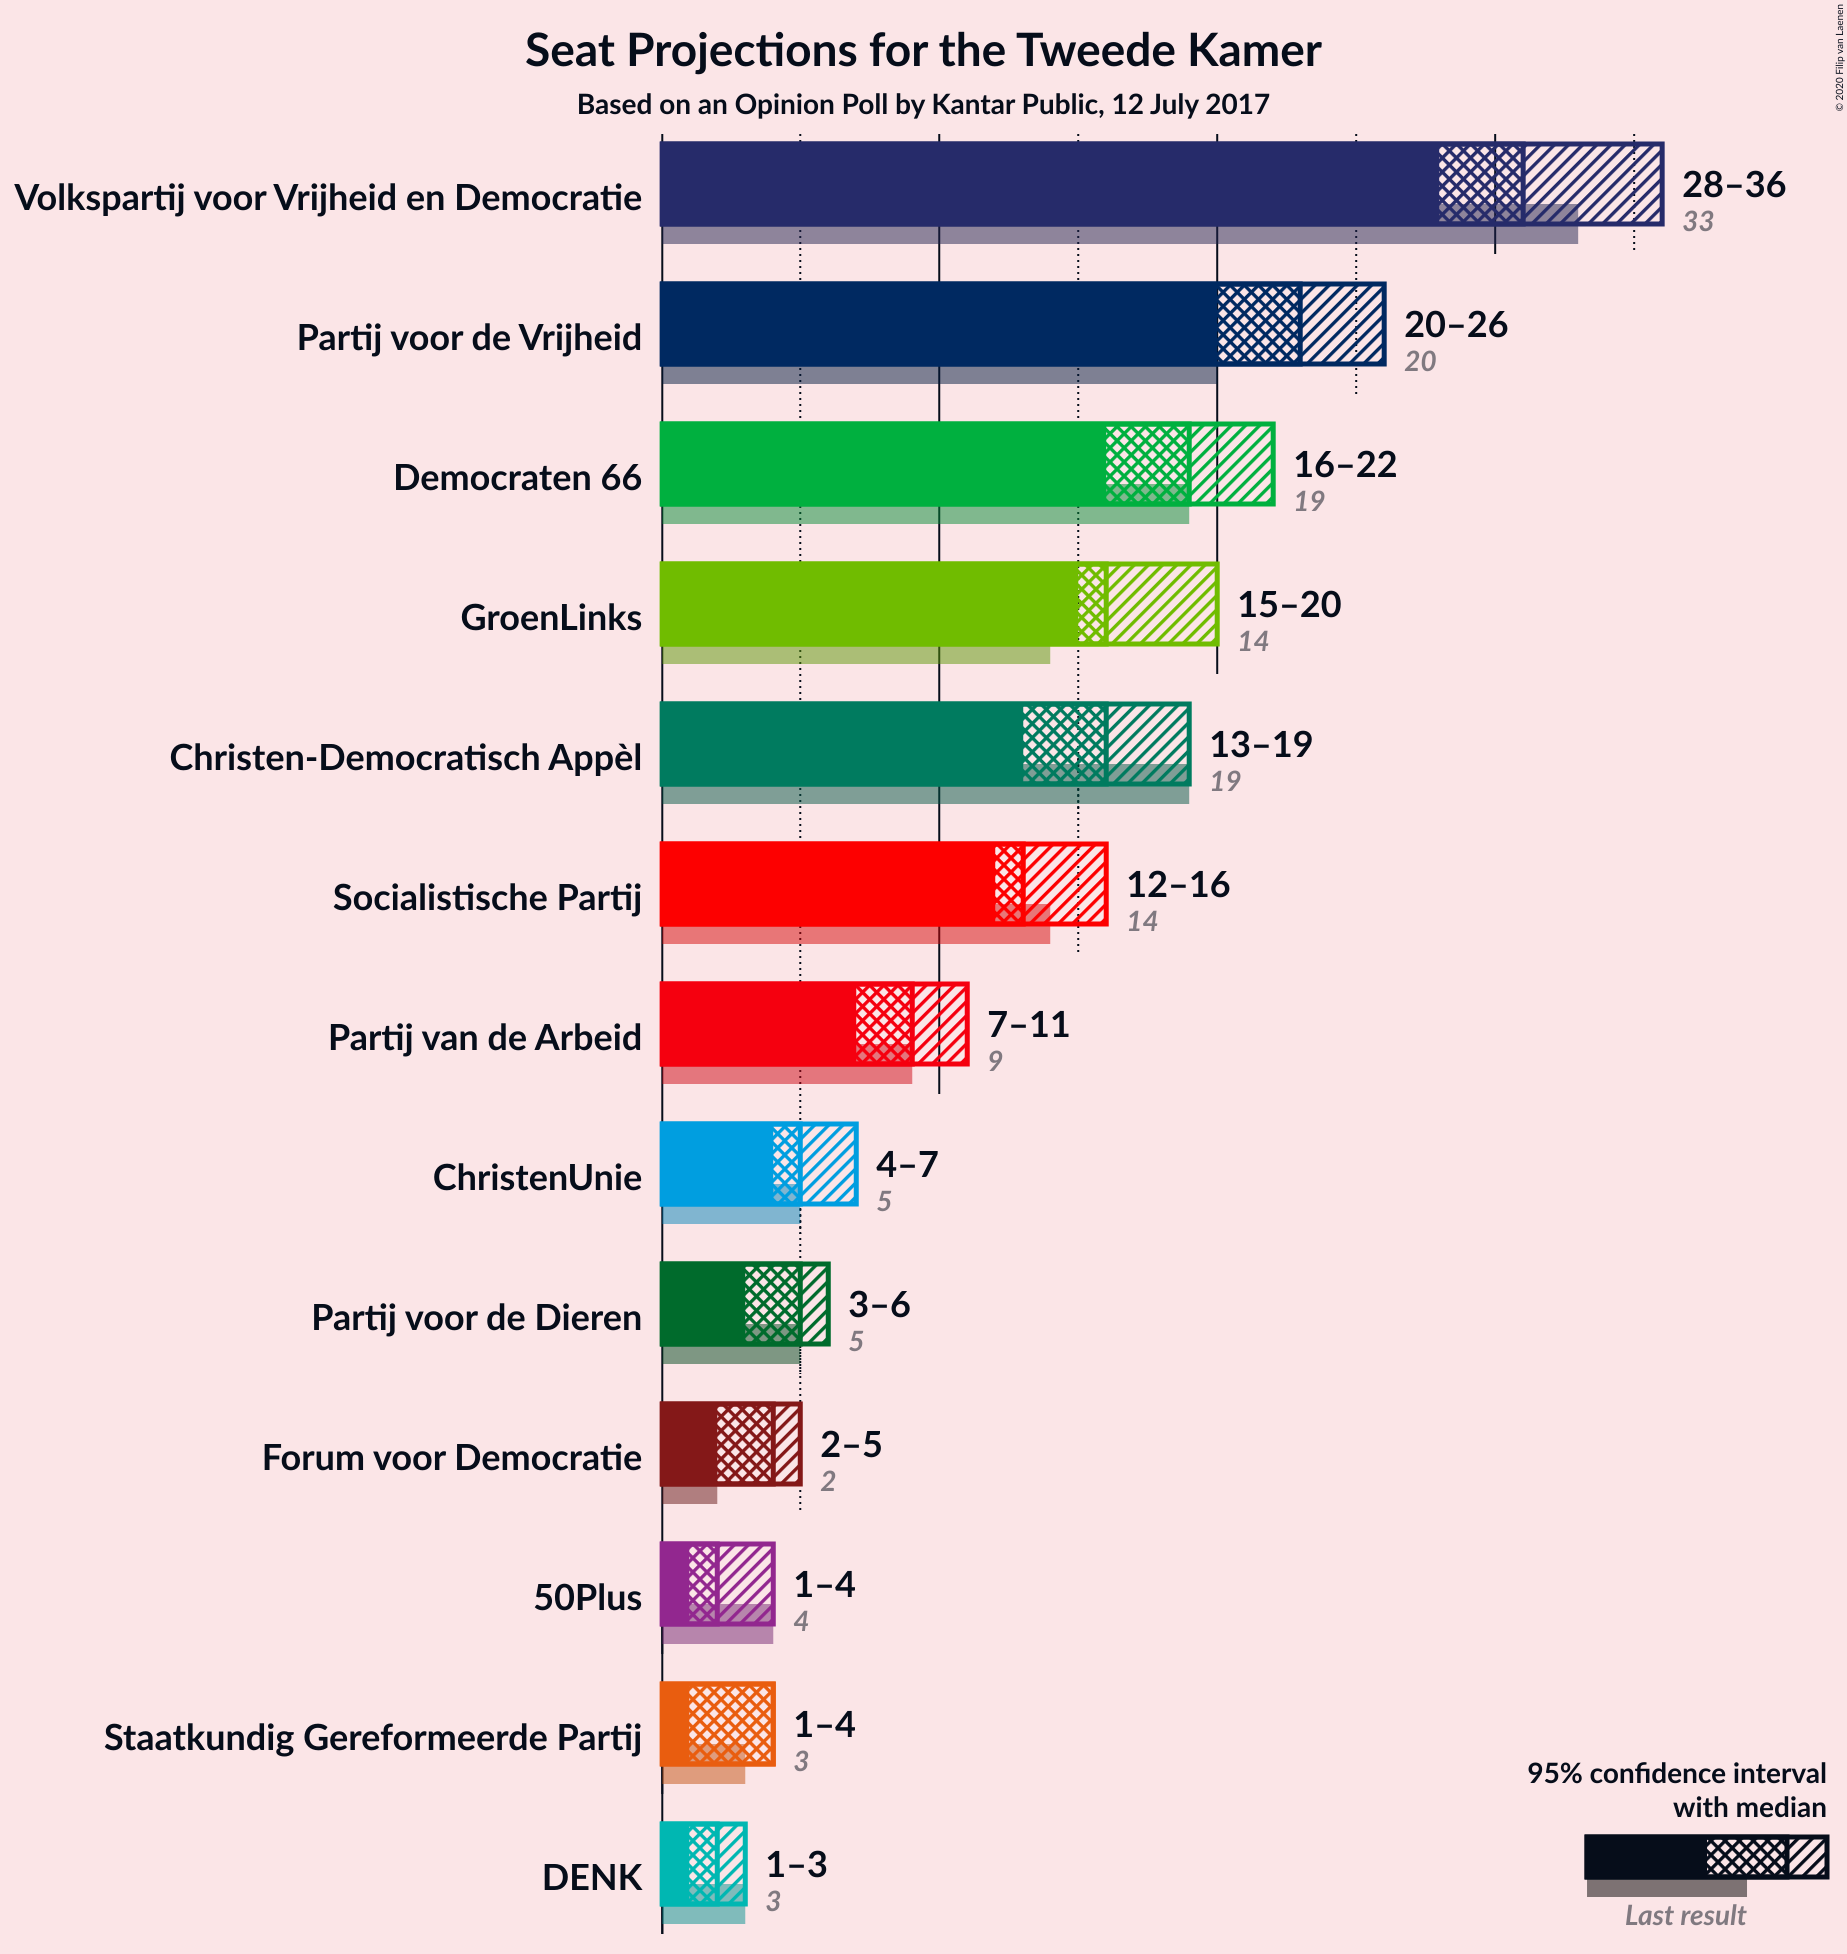 © 2020 Filip van Laenen
Seat Projections for the Tweede Kamer
Based on an Opinion Poll by Kantar Public, 12 July 2017
Volkspartij voor Vrijheid en Democratie
28–36
33
Partij voor de Vrijheid
20–26
20
Democraten 66
16–22
19
GroenLinks
15–20
14
Christen-Democratisch Appèl
13–19
19
Socialistische Partij
12–16
14
Partij van de Arbeid
7–11
9
ChristenUnie
4–7
5
Partij voor de Dieren
3–6
5
Forum voor Democratie
2–5
2
50Plus
1–4
4
Staatkundig Gereformeerde Partij
1–4
3
DENK
1–3
3
95% confidence interval
with median
Last result